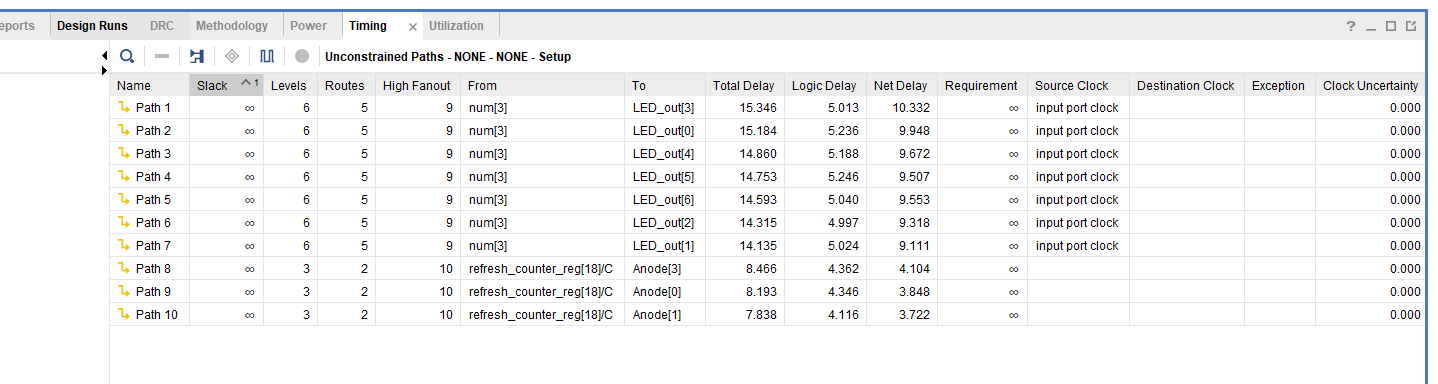 eports Design Runs DRC Methodology Power Timing × Utilization ?
Unconstrained Paths - NONE - NONE - Setup
Name Slack ^1 Levels Routes High Fanout From To Total Delay Logic Delay Net Delay Requirement Source Clock Destination Clock Exception Clock Uncertainty
Path 1 ∞ 6 5 9 num[3] LED_out[3] 15.346 5.013 10.332 ∞ input port clock 0.000
Path 2 ∞ 6 5 9 num[3] LED_out[0] 15.184 5.236 9.948 ∞ input port clock 0.000
Path 3 ∞ 6 5 9 num[3] LED_out[4] 14.860 5.188 9.672 ∞ input port clock 0.000
Path 4 ∞ 6 5 9 num[3] LED_out[5] 14.753 5.246 9.507 ∞ input port clock 0.000
Path 5 ∞ 6 5 9 num[3] LED_out[6] 14.593 5.040 9.553 ∞ input port clock 0.000
Path 6 ∞ 6 5 9 num[3] LED_out[2] 14.315 4.997 9.318 ∞ input port clock 0.000
Path 7 ∞ 6 5 9 num[3] LED_out[1] 14.135 5.024 9.111 ∞ input port clock 0.000
Path 8 ∞ 3 2 10 refresh_counter_reg[18]/C Anode[3] 8.466 4.362 4.104 ∞ 0.000
Path 9 ∞ 3 2 10 refresh_counter_reg[18]/C Anode[0] 8.193 4.346 3.848 ∞ 0.000
Path 10 ∞ 3 2 10 refresh_counter_reg[18]/C Anode[1] 7.838 4.116 3.722 ∞ 0.000